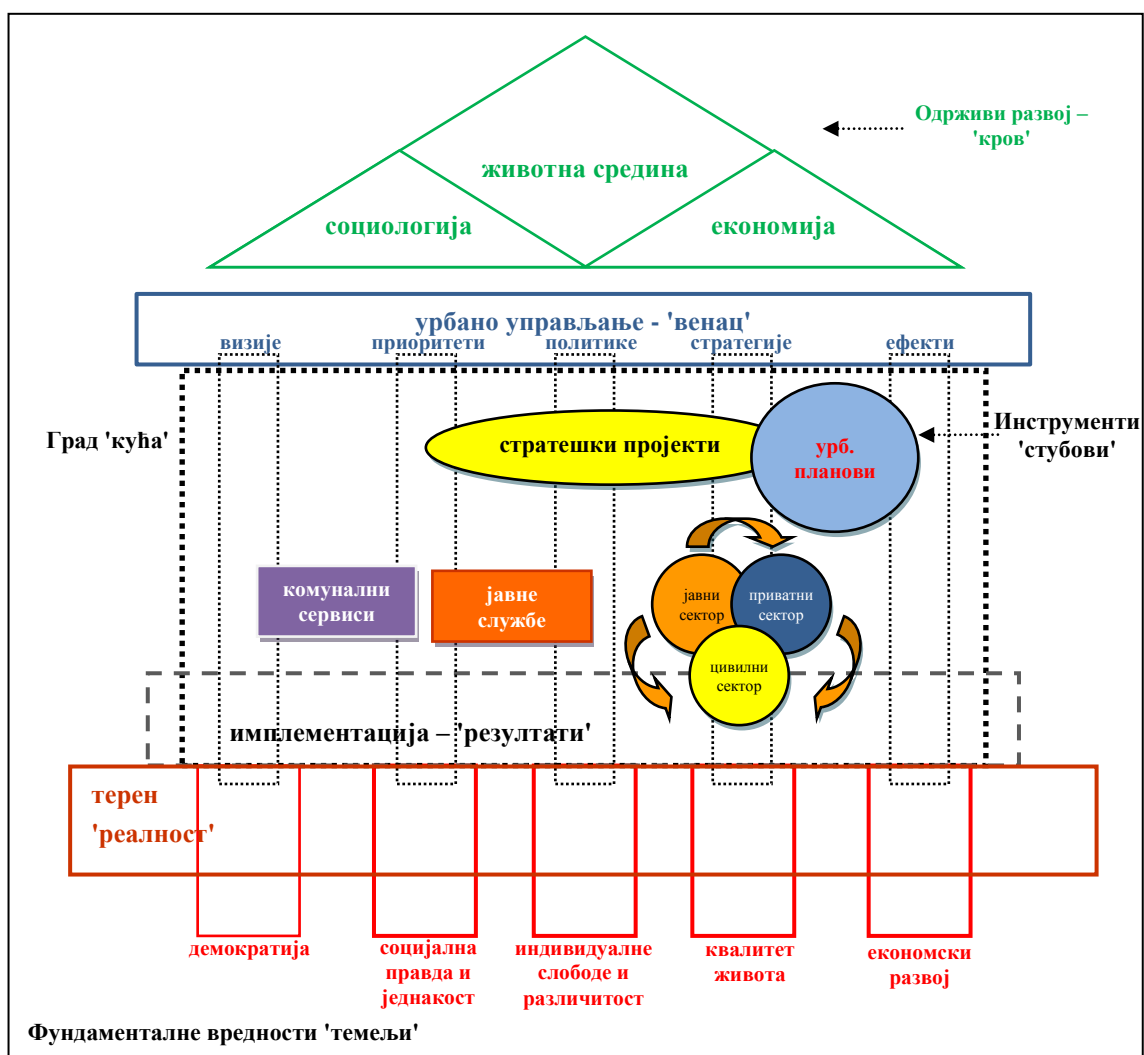 Одрживи развој –
'кров'
животна средина
социологија
економија
урбано управљање - 'венац'
визије
приоритети
политике
стратегије
ефекти
Град 'кућа'
стратешки пројекти
урб.
планови
Инструменти
'стубови'
комунални
сервиси
јавне
службе
јавни
сектор
приватни
сектор
цивилни
сектор
имплементација – 'резултати'
терен
'реалност'
демократија
социјална
правда и
једнакост
индивидуалне
слободе и
различитост
квалитет
живота
економски
развој
Фундаменталне вредности 'темељи'